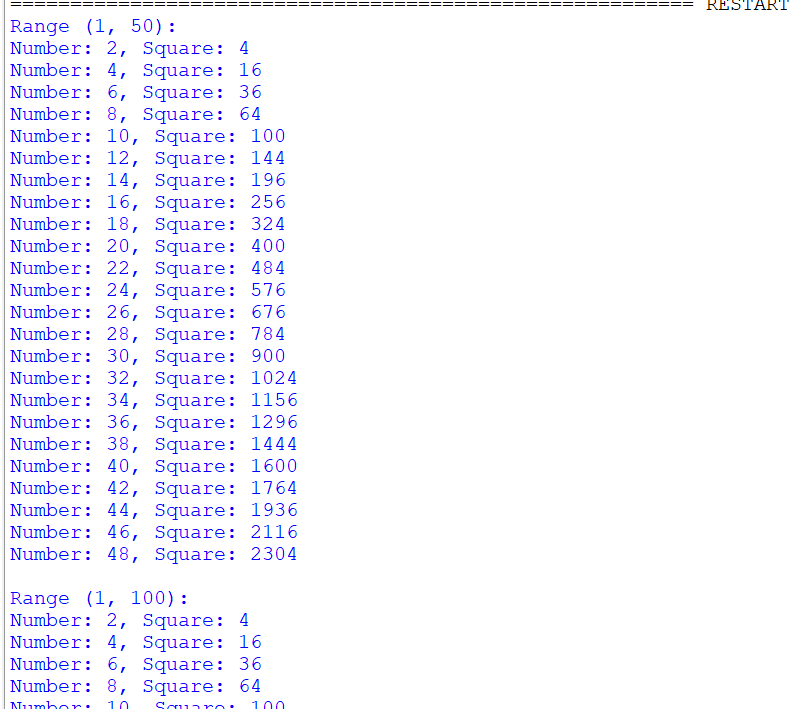 ========================================================= RESTART
Range (1, 50):
Number: 2, Square: 4
Number: 4, Square: 16
Number: 6, Square: 36
Number: 8, Square: 64
Number: 10, Square: 100
Number: 12, Square: 144
Number: 14, Square: 196
Number: 16, Square: 256
Number: 18, Square: 324
Number: 20, Square: 400
Number: 22, Square: 484
Number: 24, Square: 576
Number: 26, Square: 676
Number: 28, Square: 784
Number: 30, Square: 900
Number: 32, Square: 1024
Number: 34, Square: 1156
Number: 36, Square: 1296
Number: 38, Square: 1444
Number: 40, Square: 1600
Number: 42, Square: 1764
Number: 44, Square: 1936
Number: 46, Square: 2116
Number: 48, Square: 2304
Range (1, 100):
Number: 2, Square: 4
Number: 4, Square: 16
Number: 6, Square: 36
Number: 8, Square: 64
Number: 10, Square: 100